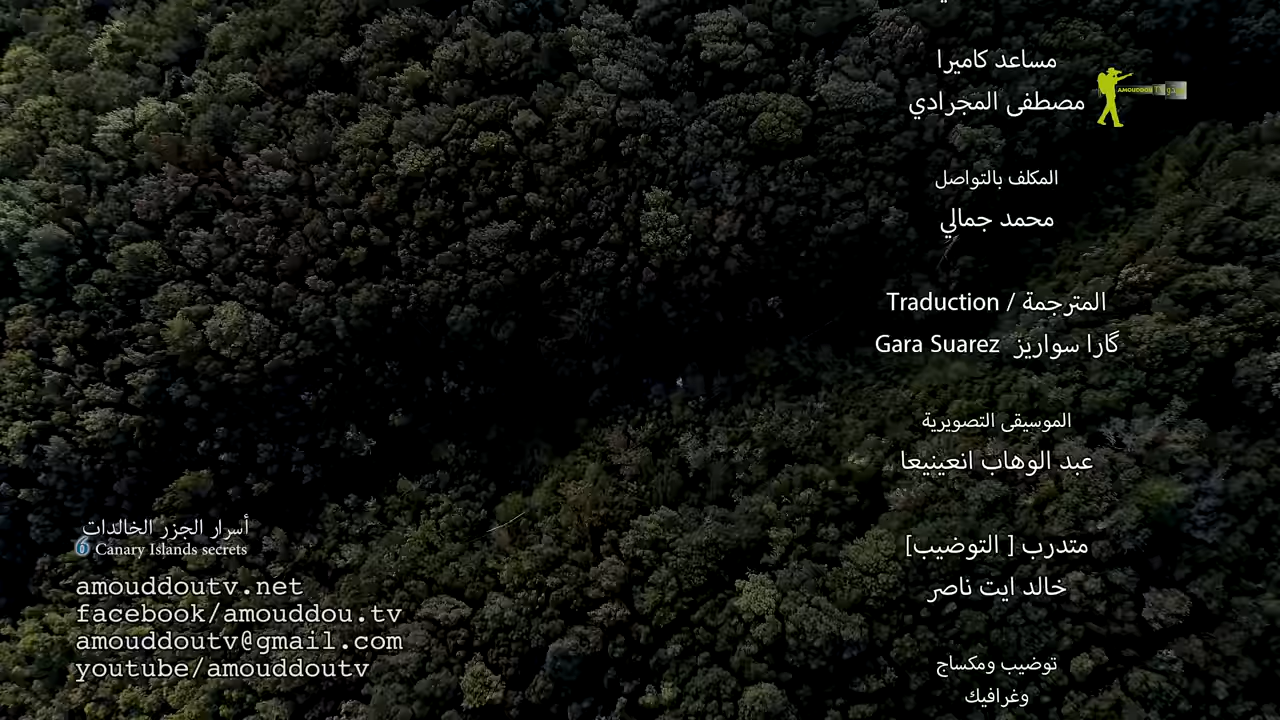 مساعد كاميرا
مصطفى المجرادي
AMOUDDOU TV
المكلف بالتواصل
محمد جمالي
Traduction / المترجمة
Gara Suarez گارا سواريز
الموسيقى التصويرية
عبد الوهاب انعينيعا
متدرب [ التوضيب]
خالد ايت ناصر
توضيب ومكساج
وغرافيك
أسرار الجزر الخالدات
6 Canary Islands secrets
amouddoutv.net
facebook/amouddou.tv
amouddoutv@gmail.com
youtube/amouddoutv